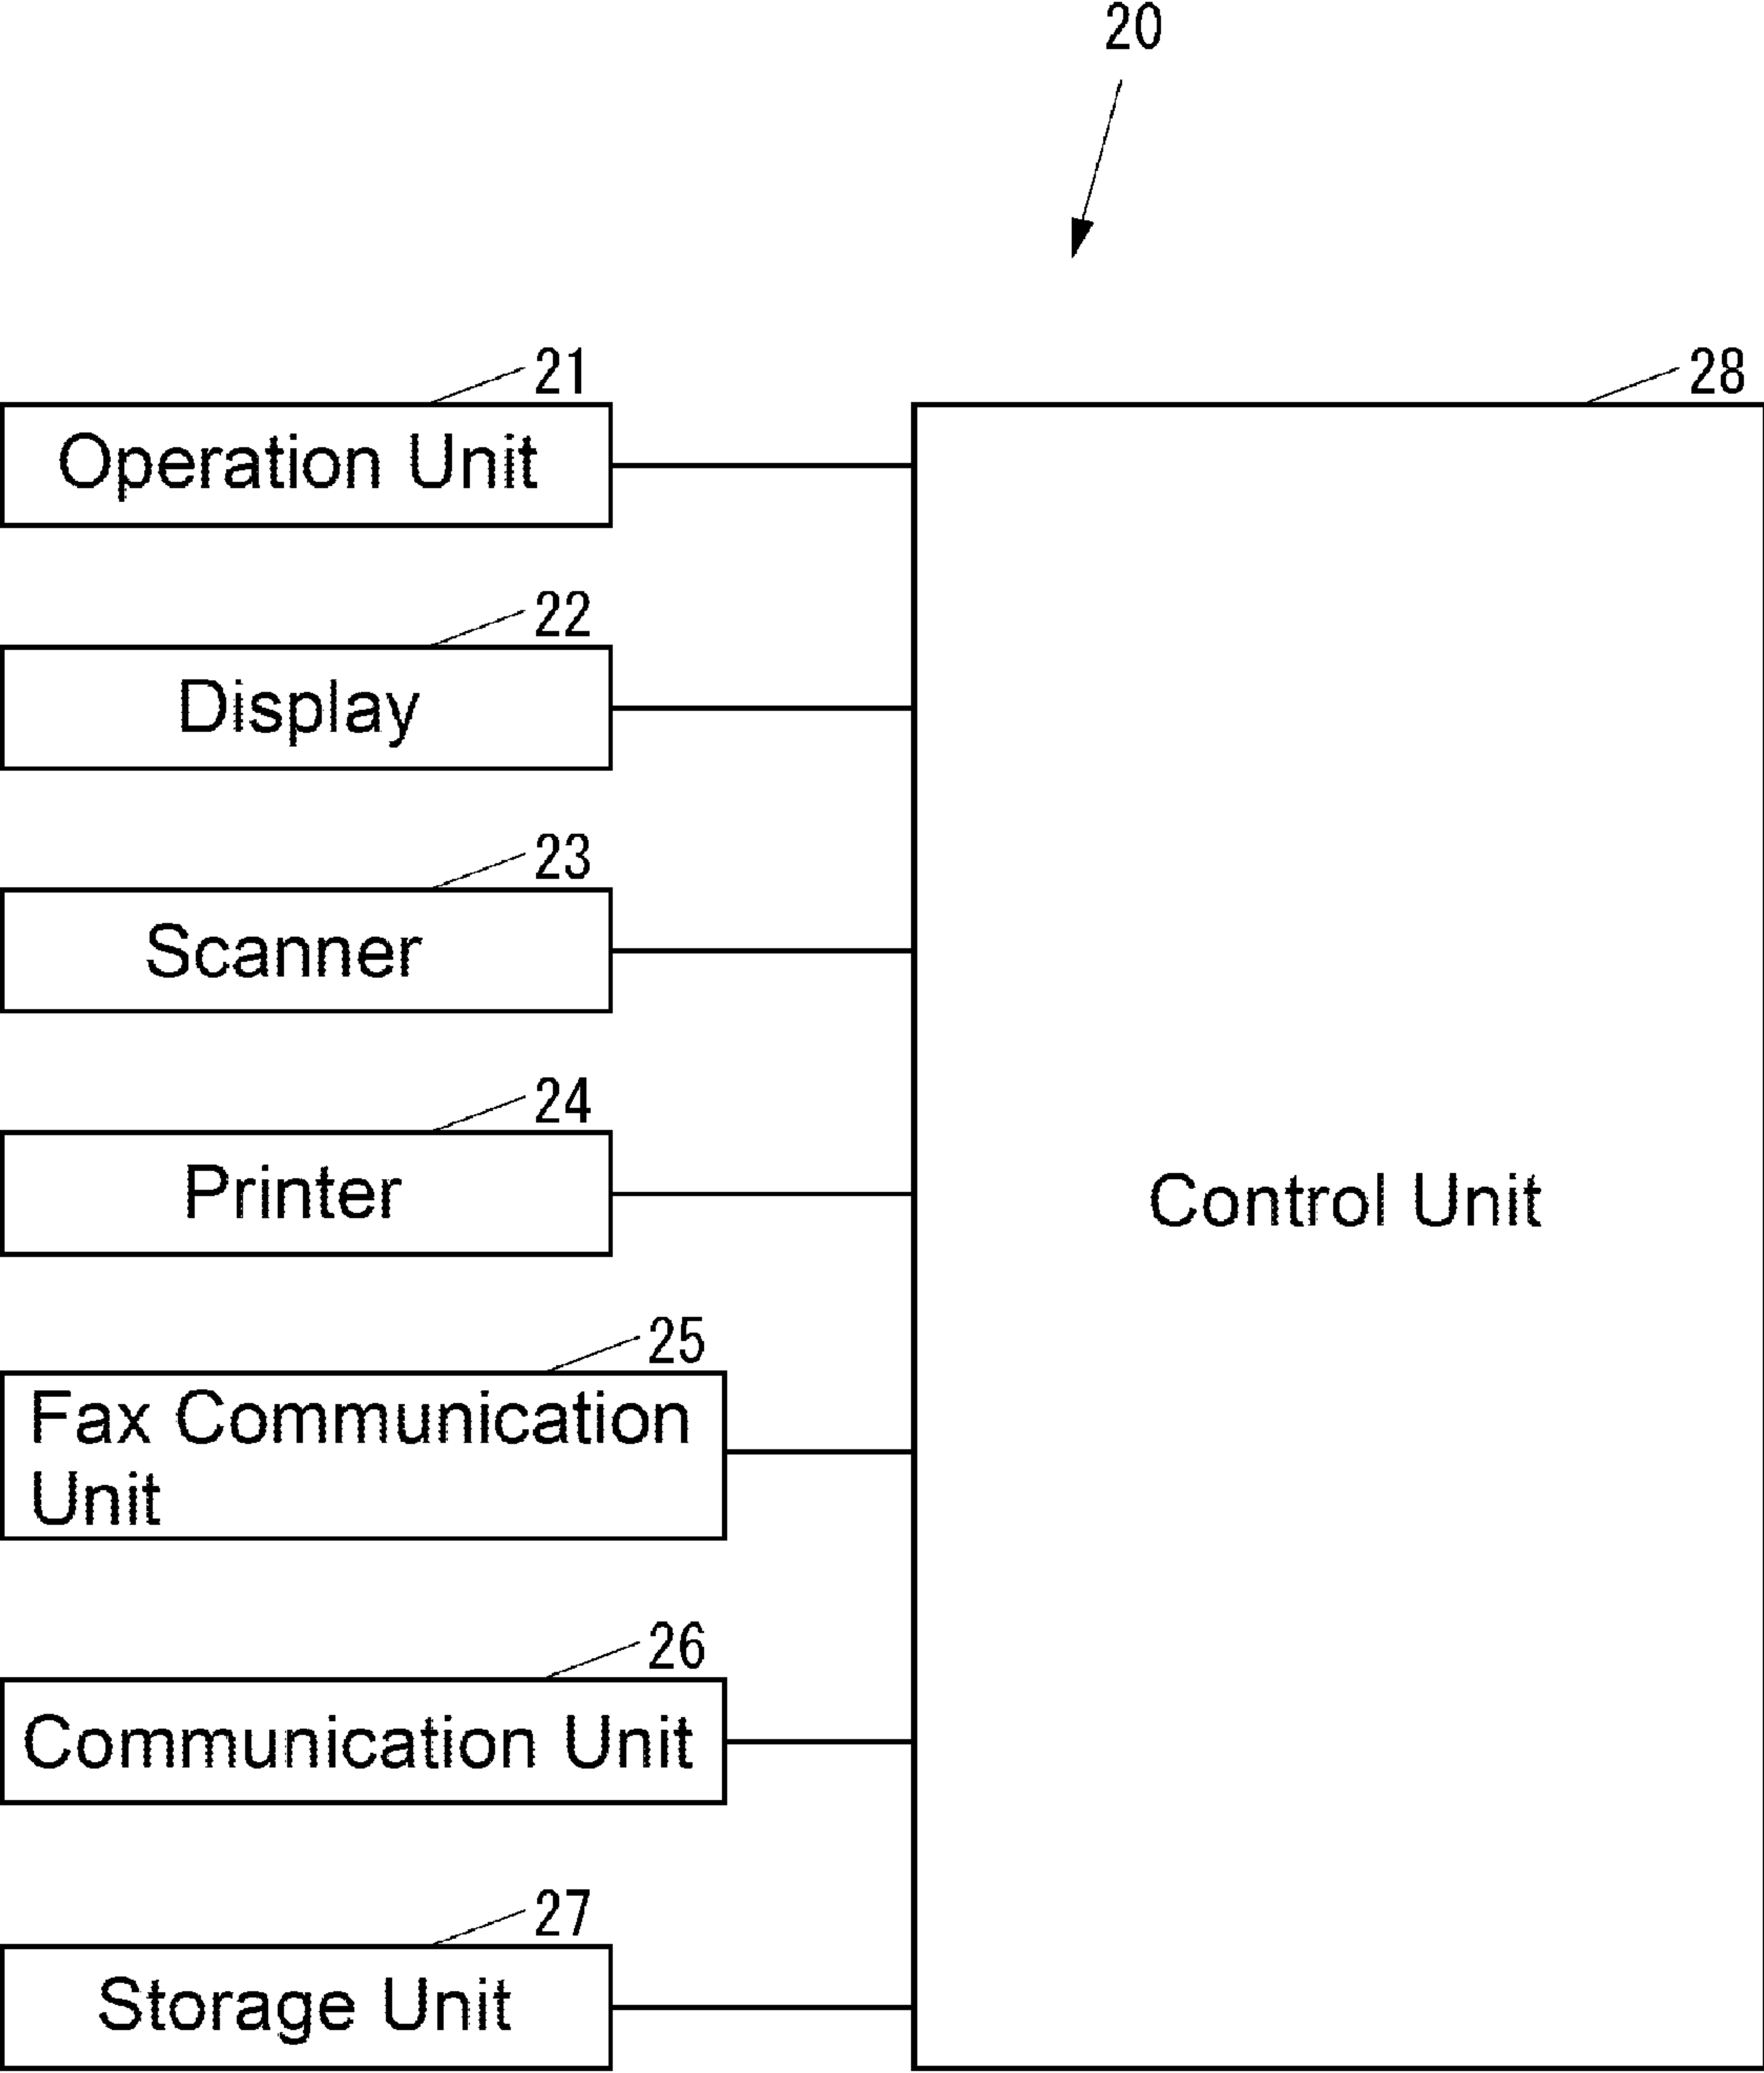 20
21
28
Operation Unit
22
Display
23
Scanner
24
Printer
Control Unit
25
Fax Communication
Unit
26
Communication Unit
27
Storage Unit